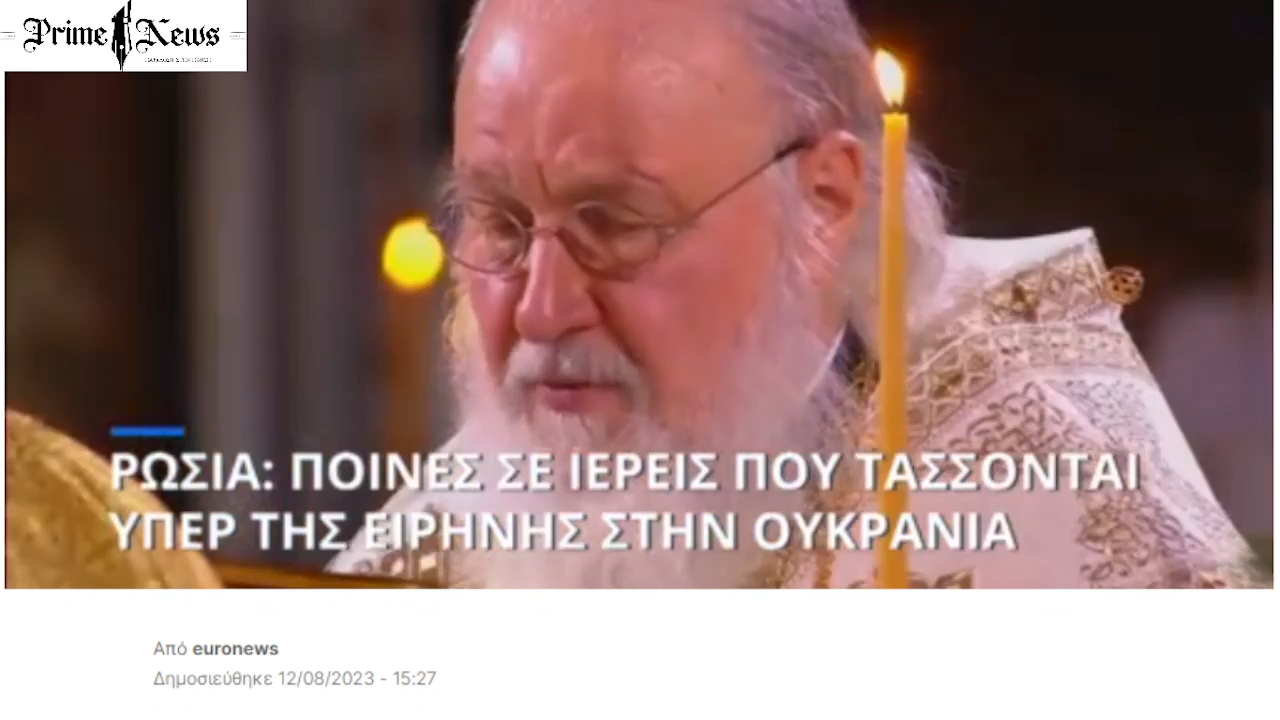 Prime News
ΡΩΣΙΑ: ΠΟΙΝΕΣ ΣΕ ΙΕΡΕΙΣ ΠΟΥ ΤΑΣΣΟΝΤΑΙ
ΥΠΕΡ ΤΗΣ ΕΙΡΗΝΗΣ ΣΤΗΝ ΟΥΚΡΑΝΙΑ
Από euronews
Δημοσιεύθηκε 12/08/2023 - 15:27